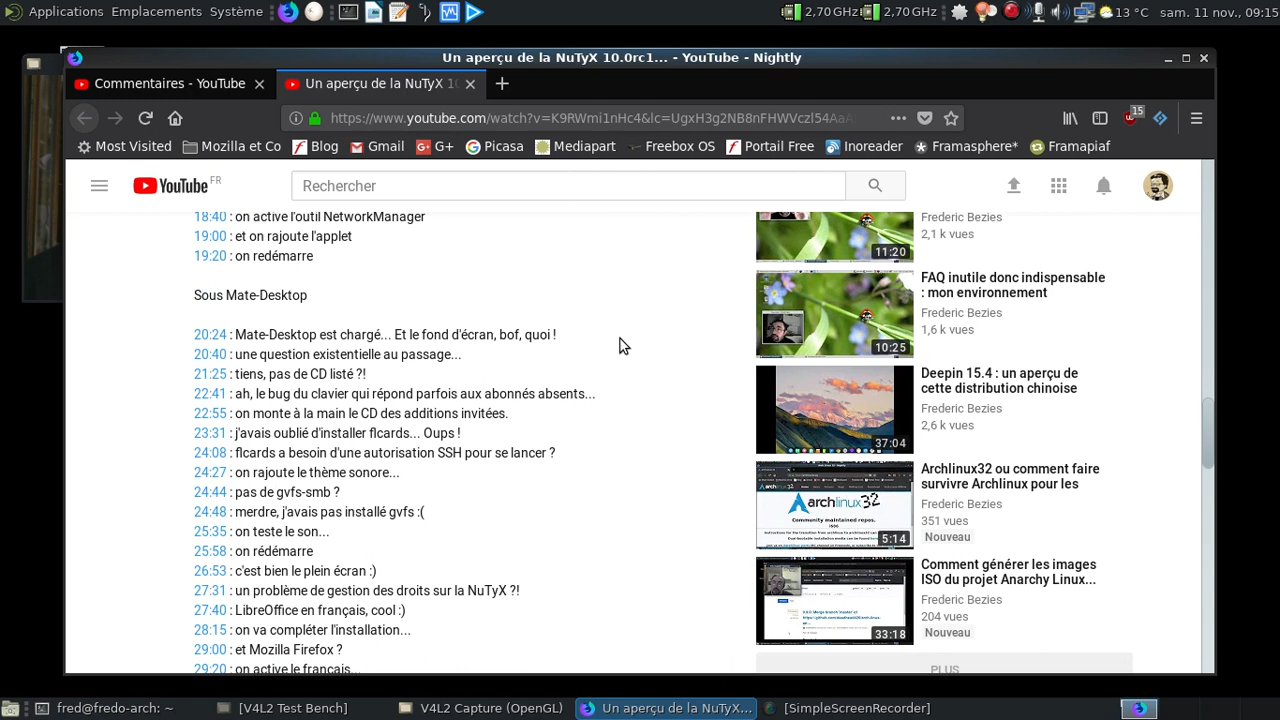 Applications Emplacements Système
2,70 GHz 2,70 GHz
13 °C sam. 11 nov., 09:15
Un aperçu de la NuTyX 10.0rc1... - YouTube - Nightly
Commentaires - YouTube
Un aperçu de la NuTyX 10
https://www.youtube.com/watch?v=K9RWmi1nHc4&lc=UgxH3g2NB8nFHWVczl54AaA
15
Most Visited Mozilla et Co Blog Gmail G+ Picasa Mediapart Freebox OS Portail Free Inoreader Framasphere* Framapiaf
YouTube FR
Rechercher
18:40 : on active l'outil NetworkManager
19:00 : et on rajoute l'applet
19:20 : on redémarre
Sous Mate-Desktop
20:24 : Mate-Desktop est chargé... Et le fond d'écran, bof, quoi !
20:40 : une question existentielle au passage...
21:25 : tiens, pas de CD listé ?!
22:41 : ah, le bug du clavier qui répond parfois aux abonnés absents...
22:55 : on monte à la main le CD des additions invitées.
23:31 : j'avais oublié d'installer flcards... Oups !
24:08 : flcards a besoin d'une autorisation SSH pour se lancer ?
24:27 : on rajoute le thème sonore...
24:44 : pas de gvfs-smb ?
24:48 : merdre, j'avais pas installé gvfs :(
25:35 : on teste le son...
25:58 : on rédémarre
26:53 : c'est bien le plein écran :)
27:31 : un problème de gestion des droits sur la NuTyX ?!
27:40 : LibreOffice en français, cool :)
28:15 : on va compléter l'installation...
29:00 : et Mozilla Firefox ?
29:20 : on active le français...
11:20
Frederic Bezies
2,1 k vues
10:25
FAQ inutile donc indispensable
: mon environnement
Frederic Bezies
1,6 k vues
37:04
Deepin 15.4 : un aperçu de
cette distribution chinoise
Frederic Bezies
2,6 k vues
archlinux 32
Community maintained repos.
5:14
Archlinux32 ou comment faire
survivre Archlinux pour les
Frederic Bezies
351 vues
Nouveau
33:18
Comment générer les images
ISO du projet Anarchy Linux...
Frederic Bezies
204 vues
Nouveau
PLUS
fred@fredo-arch: ~
[V4L2 Test Bench]
V4L2 Capture (OpenGL)
Un aperçu de la NuTyX...
[SimpleScreenRecorder]